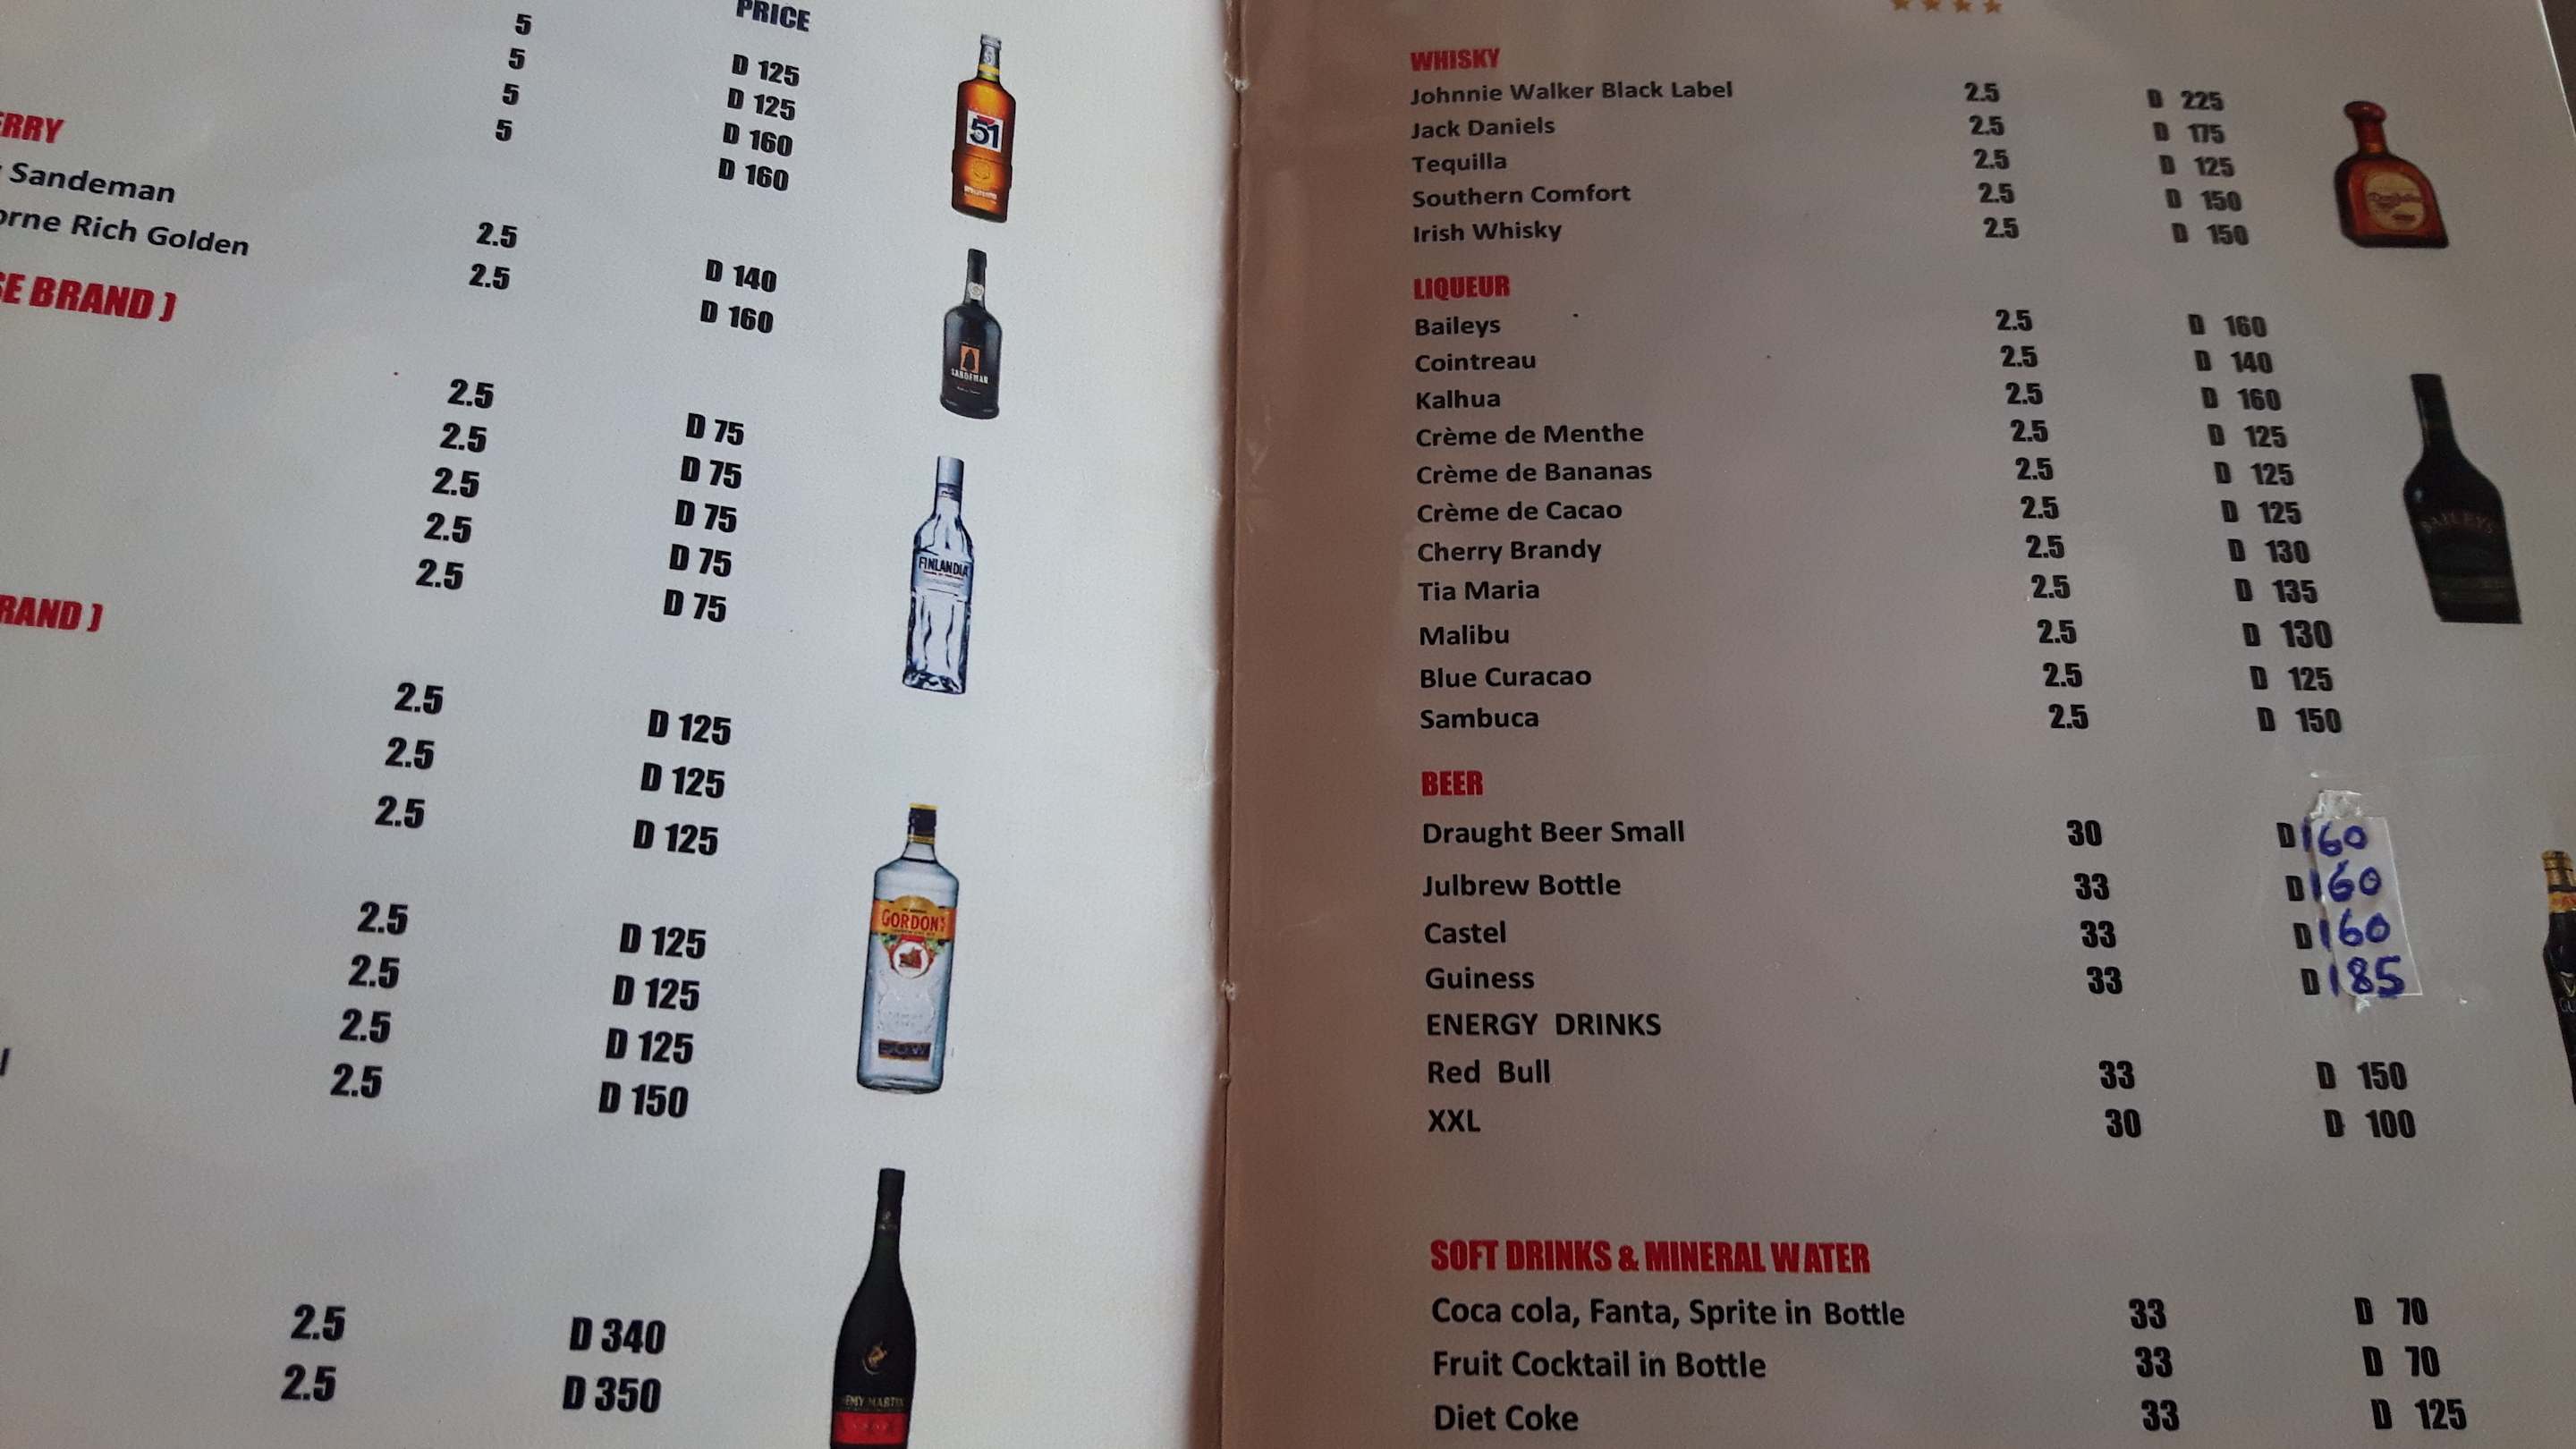 PRICE
5 D 125
5 D 125
5 D 160
5 D 160
Sandeman 2.5 D 140
Rich Golden 2.5 D 160
BRAND )
2.5 D 75
2.5 D 75
2.5 D 75
2.5 D 75
2.5 D 75
2.5 D 125
2.5 D 125
2.5 D 125
2.5 D 125
2.5 D 125
2.5 D 125
2.5 D 150
2.5 D 340
2.5 D 350
51
SANDEMAN
FINLANDIA
GORDON'S
WHISKY
Johnnie Walker Black Label 2.5 D 225
Jack Daniels 2.5 D 175
Tequilla 2.5 D 125
Southern Comfort 2.5 D 150
Irish Whisky 2.5 D 150
LIQUEUR
Baileys 2.5 D 160
Cointreau 2.5 D 140
Kalhua 2.5 D 160
Crème de Menthe 2.5 D 125
Crème de Bananas 2.5 D 125
Crème de Cacao 2.5 D 125
Cherry Brandy 2.5 D 130
Tia Maria 2.5 D 135
Malibu 2.5 D 130
Blue Curacao 2.5 D 125
Sambuca 2.5 D 150
BAILEYS
BEER
Draught Beer Small 30 D 160
Julbrew Bottle 33 D 160
Castel 33 D 160
Guiness 33 D 185
ENERGY DRINKS
Red Bull 33 D 150
XXL 30 D 100
SOFT DRINKS & MINERAL WATER
Coca cola, Fanta, Sprite in Bottle 33 D 70
Fruit Cocktail in Bottle 33 D 70
Diet Coke 33 D 125